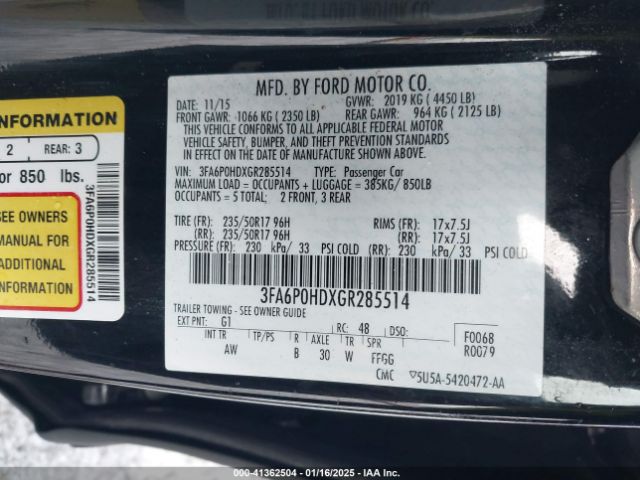 MFD. BY FORD MOTOR CO.
DATE: 11/15 GVWR: 2019 KG ( 4450 LB)
FRONT GAWR: 1066 KG ( 2350 LB) REAR GAWR: 964 KG ( 2125 LB)
THIS VEHICLE CONFORMS TO ALL APPLICABLE FEDERAL MOTOR
VEHICLE SAFETY, BUMPER, AND THEFT PREVENTION STANDARDS
IN EFFECT ON THE DATE OF MANUFACTURE SHOWN ABOVE.
VIN: 3FA6P0HDXGR285514 TYPE: Passenger Car
MAXIMUM LOAD = OCCUPANTS + LUGGAGE = 385KG/ 850LB
OCCUPANTS = 5 TOTAL: 2 FRONT, 3 REAR
TIRE (FR): 235/50R17 96H RIMS (FR): 17x7.5J
(RR): 235/50R17 96H (RR): 17x7.5J
PRESSURE (FR): 230 kPa/ 33 PSI COLD (RR): 230 kPa/ 33 PSI COLD
3FA6P0HDXGR285514
TRAILER TOWING - SEE OWNER GUIDE
EXT PNT: G1 RC: 48 DSO: F0068
INT TR TP/PS R AXLE TR SPR R0079
AW B 30 W FFGG
CMC 5U5A-5420472-AA
INFORMATION
2 REAR: 3
or 850 lbs.
SEE OWNERS
MANUAL FOR
ADDITIONAL
INFORMATION
3FA6P0HDXGR285514
000-41362504 - 01/16/2025 - IAA Inc.